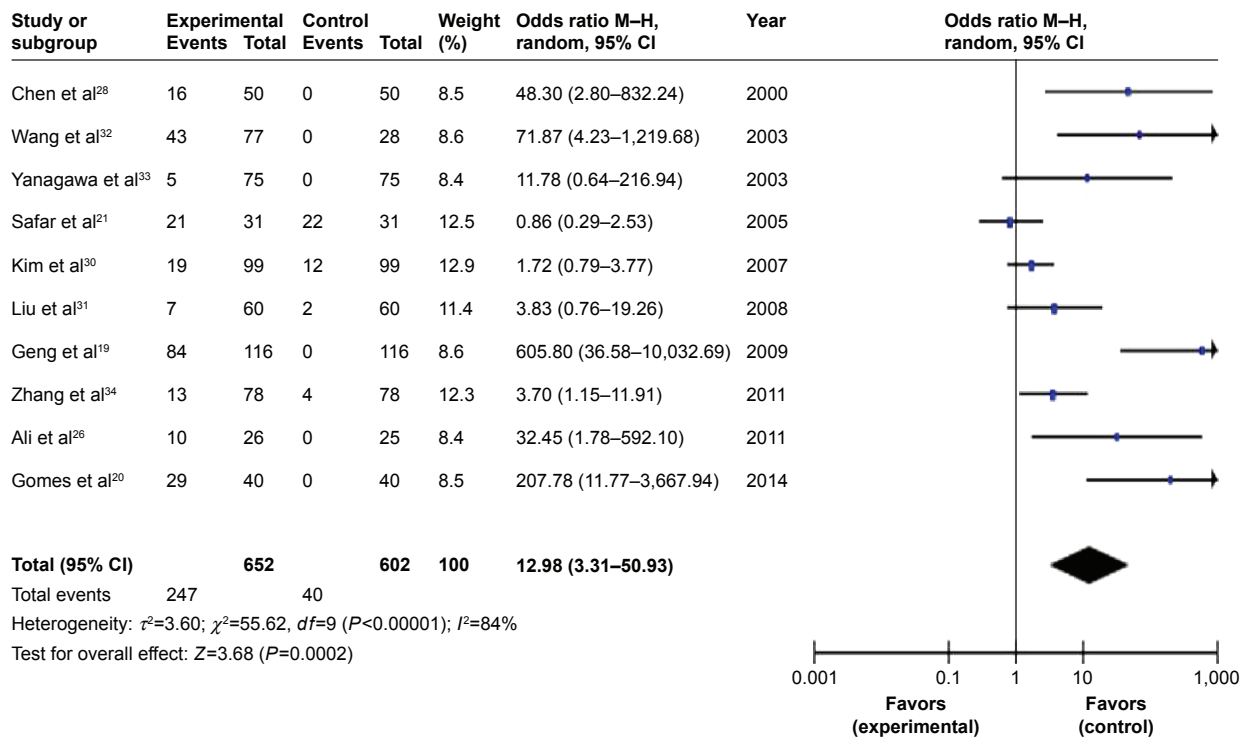 Study or subgroup Experimental Control Weight (%) Odds ratio M–H, random, 95% CI Year Odds ratio M–H, random, 95% CI
Events Total Events Total
Chen et al28 16 50 0 50 8.5 48.30 (2.80–832.24) 2000
Wang et al32 43 77 0 28 8.6 71.87 (4.23–1,219.68) 2003
Yanagawa et al33 5 75 0 75 8.4 11.78 (0.64–216.94) 2003
Safar et al21 21 31 22 31 12.5 0.86 (0.29–2.53) 2005
Kim et al30 19 99 12 99 12.9 1.72 (0.79–3.77) 2007
Liu et al31 7 60 2 60 11.4 3.83 (0.76–19.26) 2008
Geng et al19 84 116 0 116 8.6 605.80 (36.58–10,032.69) 2009
Zhang et al34 13 78 4 78 12.3 3.70 (1.15–11.91) 2011
Ali et al26 10 26 0 25 8.4 32.45 (1.78–592.10) 2011
Gomes et al20 29 40 0 40 8.5 207.78 (11.77–3,667.94) 2014
Total (95% CI) 652 602 100 12.98 (3.31–50.93)
Total events 247 40
Heterogeneity: τ²=3.60; χ²=55.62, df=9 (P<0.00001); I²=84%
Test for overall effect: Z=3.68 (P=0.0002)
0.001 0.1 1 10 1,000
Favors (experimental) Favors (control)